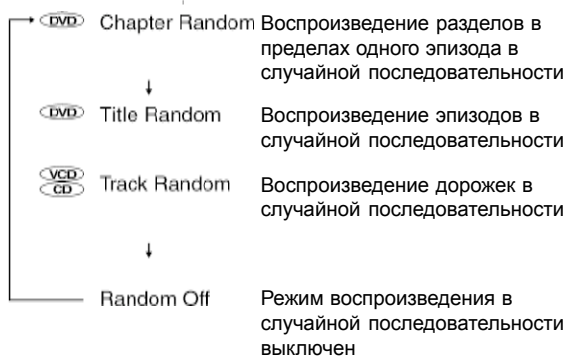 DVD Chapter Random Воспроизведение разделов в
пределах одного эпизода в
случайной последовательности
DVD Title Random Воспроизведение эпизодов в
случайной последовательности
VCD
CD Track Random Воспроизведение дорожек в
случайной последовательности
Random Off Режим воспроизведения в
случайной последовательности
выключен